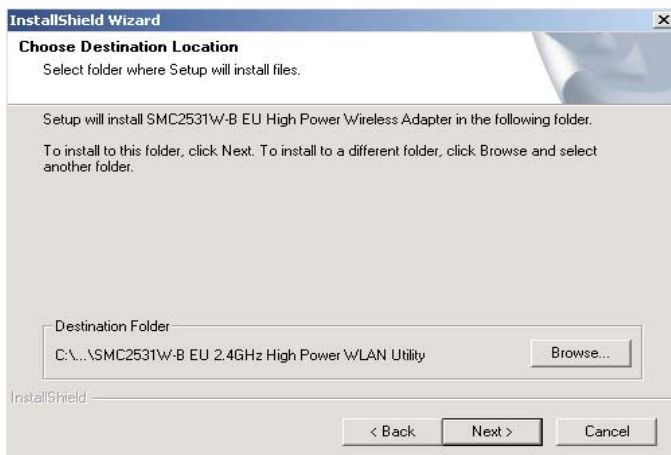 InstallShield Wizard
Choose Destination Location
Select folder where Setup will install files.
Setup will install SMC2531W-B EU High Power Wireless Adapter in the following folder.
To install to this folder, click Next. To install to a different folder, click Browse and select
another folder.
Destination Folder
C:\...\SMC2531W-B EU 2.4GHz High Power WLAN Utility
Browse...
InstallShield
< Back
Next >
Cancel